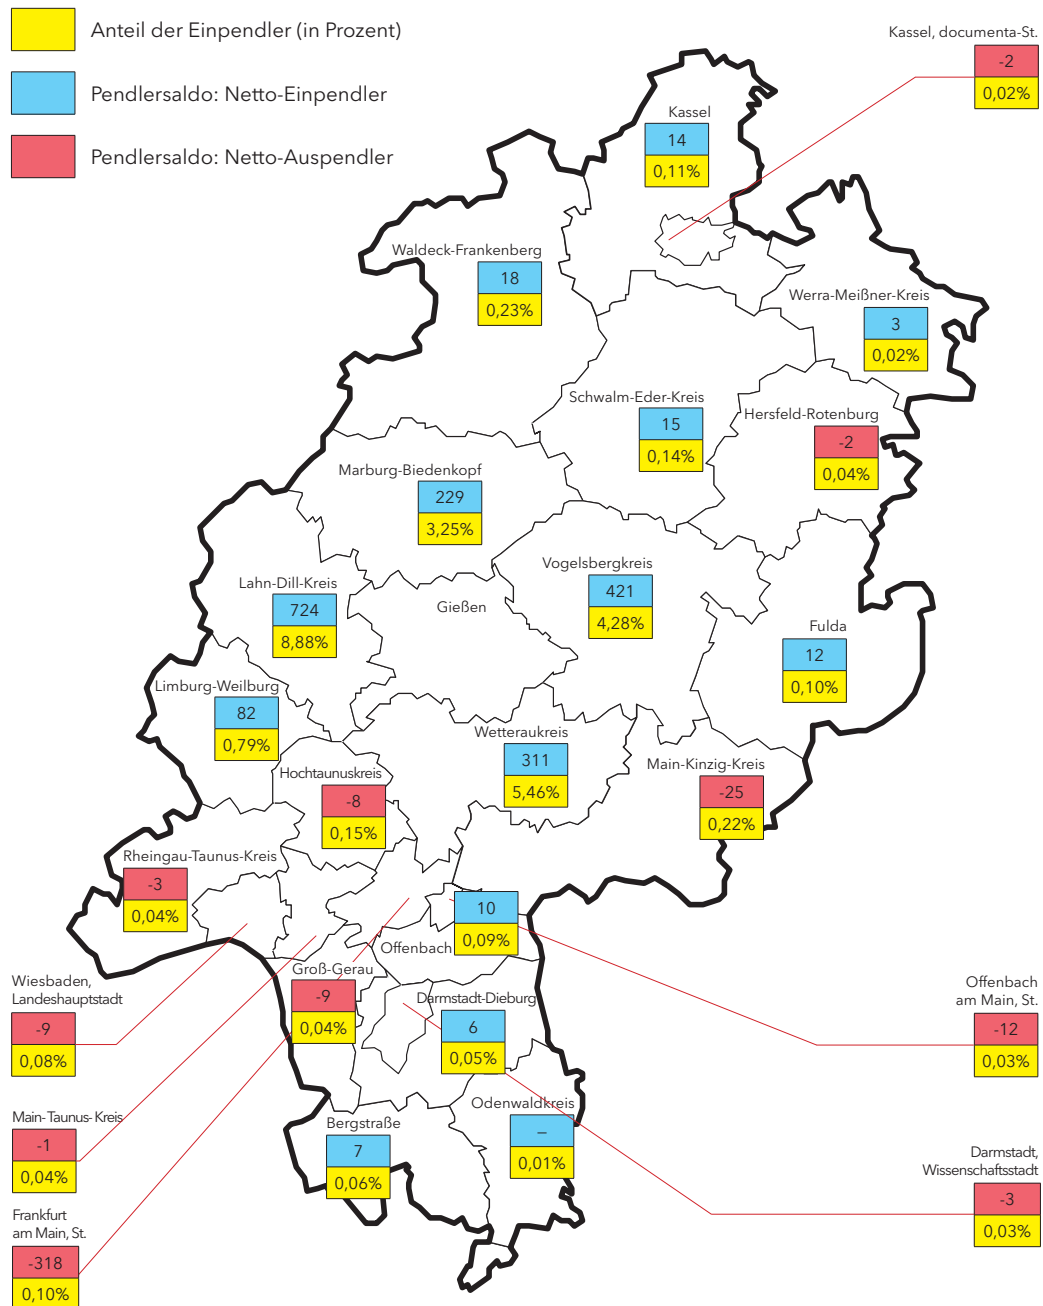 Anteil der Einpendler (in Prozent)
Pendlersaldo: Netto-Einpendler
Pendlersaldo: Netto-Auspendler
Kassel, documenta-St.
-2
0,02%
Kassel
14
0,11%
Waldeck-Frankenberg
18
0,23%
Werra-Meißner-Kreis
3
0,02%
Schwalm-Eder-Kreis
15
0,14%
Hersfeld-Rotenburg
-2
0,04%
Marburg-Biedenkopf
229
3,25%
Vogelsbergkreis
421
4,28%
Lahn-Dill-Kreis
724
8,88%
Gießen
Fulda
12
0,10%
Limburg-Weilburg
82
0,79%
Wetteraukreis
311
5,46%
Hochtaunuskreis
-8
0,15%
Main-Kinzig-Kreis
-25
0,22%
Rheingau-Taunus-Kreis
-3
0,04%
Offenbach
10
0,09%
Groß-Gerau
-9
0,04%
Wiesbaden,
Landeshauptstadt
-9
0,08%
Darmstadt-Dieburg
6
0,05%
Offenbach
am Main, St.
-12
0,03%
Main-Taunus-Kreis
-1
0,04%
Bergstraße
7
0,06%
Odenwaldkreis
–
0,01%
Darmstadt,
Wissenschaftsstadt
-3
0,03%
Frankfurt
am Main, St.
-318
0,10%